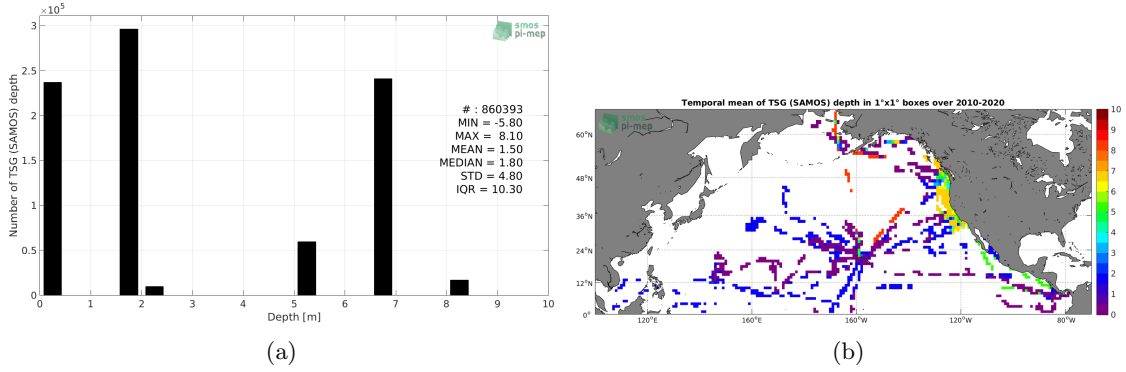 ×10⁵
3
2.5
2
1.5
1
0.5
0
0 1 2 3 4 5 6 7 8 9 10
Number of TSG (SAMOS) depth
Depth [m]
smos
pi-mep
# : 860393
MIN = -5.80
MAX = 8.10
MEAN = 1.50
MEDIAN = 1.80
STD = 4.80
IQR = 10.30
(a)
Temporal mean of TSG (SAMOS) depth in 1°x1° boxes over 2010-2020
smos
pi-mep
60°N
48°N
36°N
24°N
12°N
0°
120°E 160°E 160°W 120°W 80°W
10
9
8
7
6
5
4
3
2
1
0
(b)